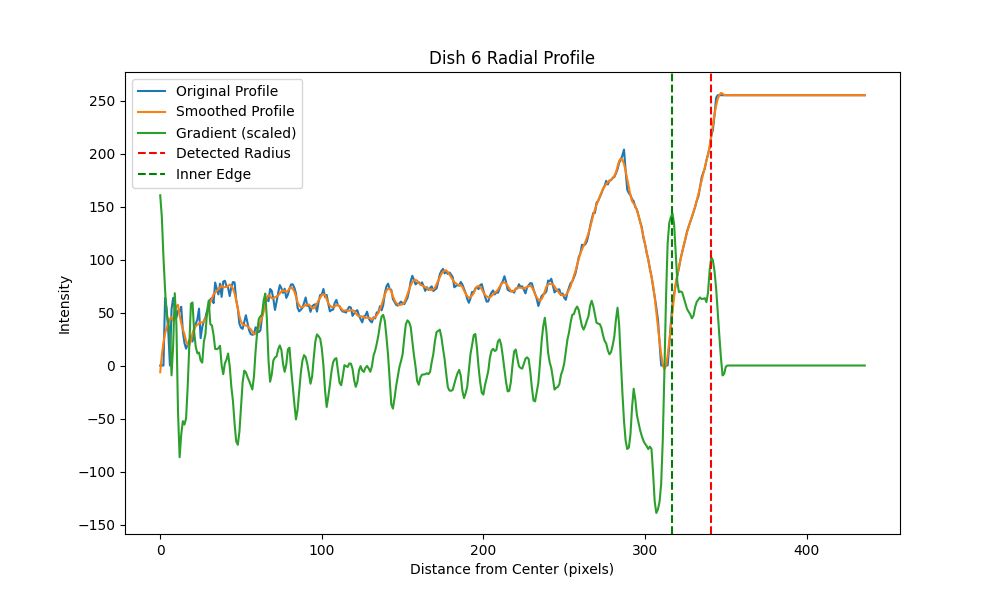 Dish 6 Radial Profile
Original Profile
Smoothed Profile
Gradient (scaled)
Detected Radius
Inner Edge
Intensity
250
200
150
100
50
0
−50
−100
−150
0 100 200 300 400
Distance from Center (pixels)